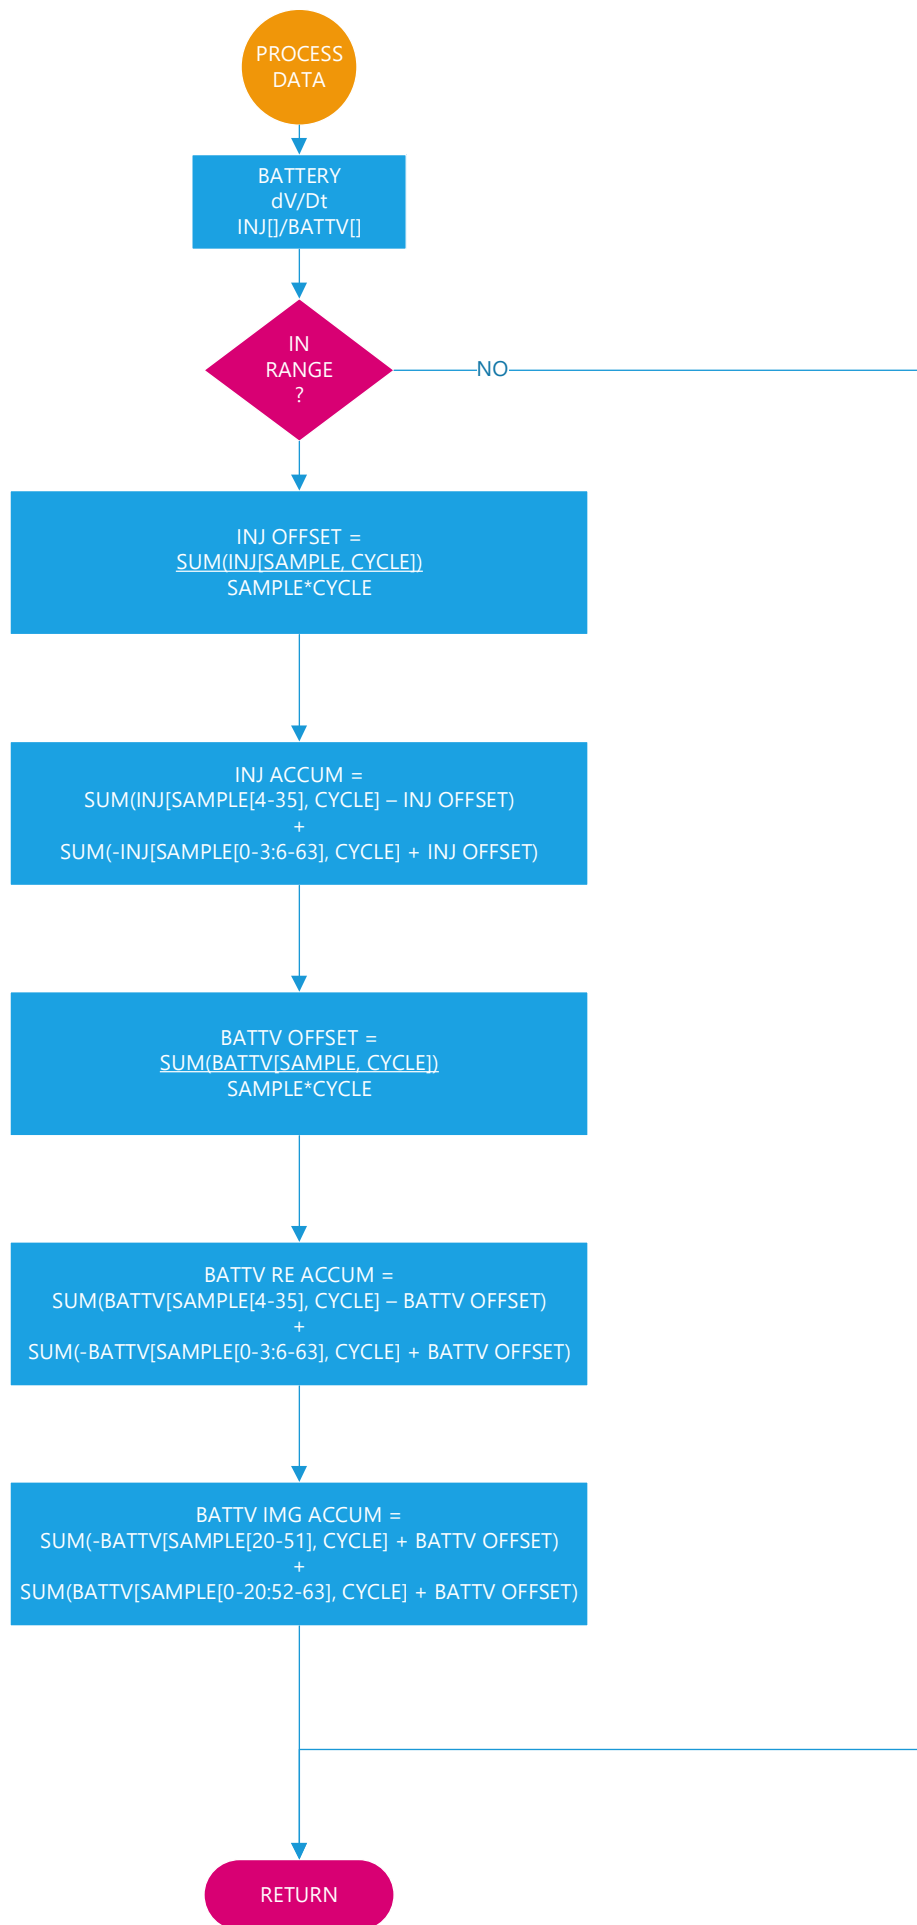 PROCESS
DATA
BATTERY
dV/Dt
INJ[]/BATTV[]
IN
RANGE
?
NO
INJ OFFSET =
SUM(INJ[SAMPLE, CYCLE])
SAMPLE*CYCLE
INJ ACCUM =
SUM(INJ[SAMPLE[4-35], CYCLE] – INJ OFFSET)
+
SUM(-INJ[SAMPLE[0-3:6-63], CYCLE] + INJ OFFSET)
BATTV OFFSET =
SUM(BATTV[SAMPLE, CYCLE])
SAMPLE*CYCLE
BATTV RE ACCUM =
SUM(BATTV[SAMPLE[4-35], CYCLE] – BATTV OFFSET)
+
SUM(-BATTV[SAMPLE[0-3:6-63], CYCLE] + BATTV OFFSET)
BATTV IMG ACCUM =
SUM(-BATTV[SAMPLE[20-51], CYCLE] + BATTV OFFSET)
+
SUM(BATTV[SAMPLE[0-20:52-63], CYCLE] + BATTV OFFSET)
RETURN